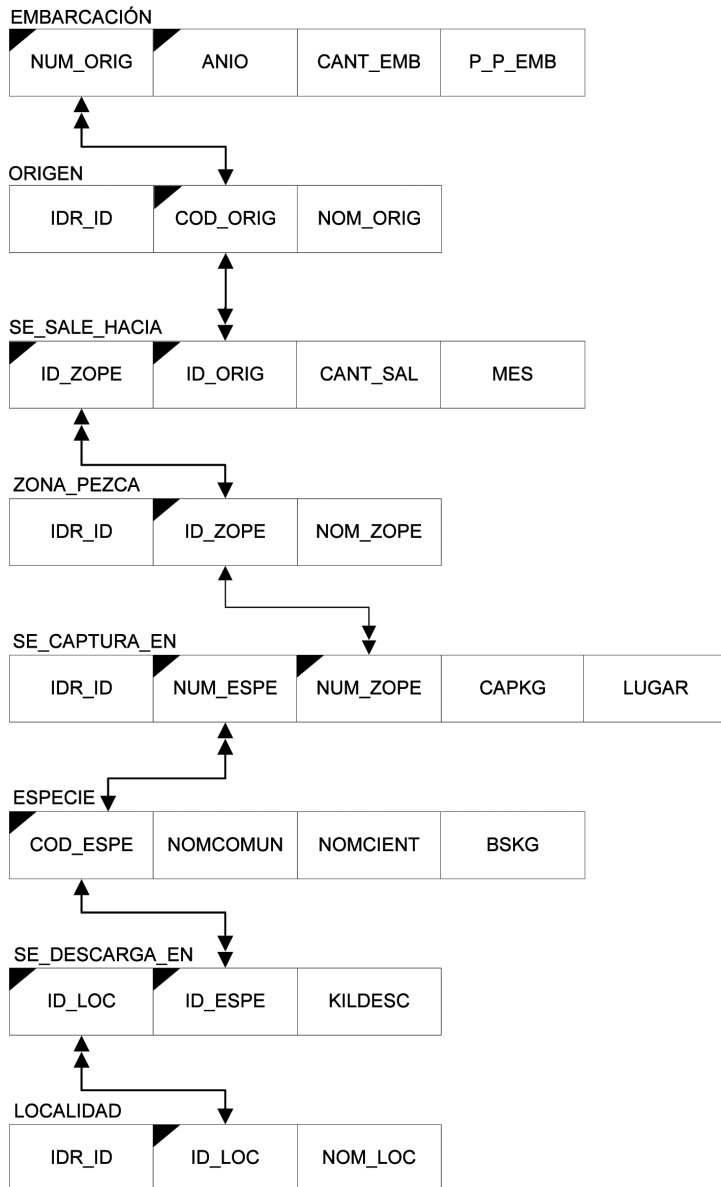 EMBARCACIÓN
NUM_ORIG ANIO CANT_EMB P_P_EMB
ORIGEN
IDR_ID COD_ORIG NOM_ORIG
SE_SALE_HACIA
ID_ZOPE ID_ORIG CANT_SAL MES
ZONA_PEZCA
IDR_ID ID_ZOPE NOM_ZOPE
SE_CAPTURA_EN
IDR_ID NUM_ESPE NUM_ZOPE CAPKG LUGAR
ESPECIE
COD_ESPE NOMCOMUN NOMCIENT BSKG
SE_DESCARGA_EN
ID_LOC ID_ESPE KILDESC
LOCALIDAD
IDR_ID ID_LOC NOM_LOC